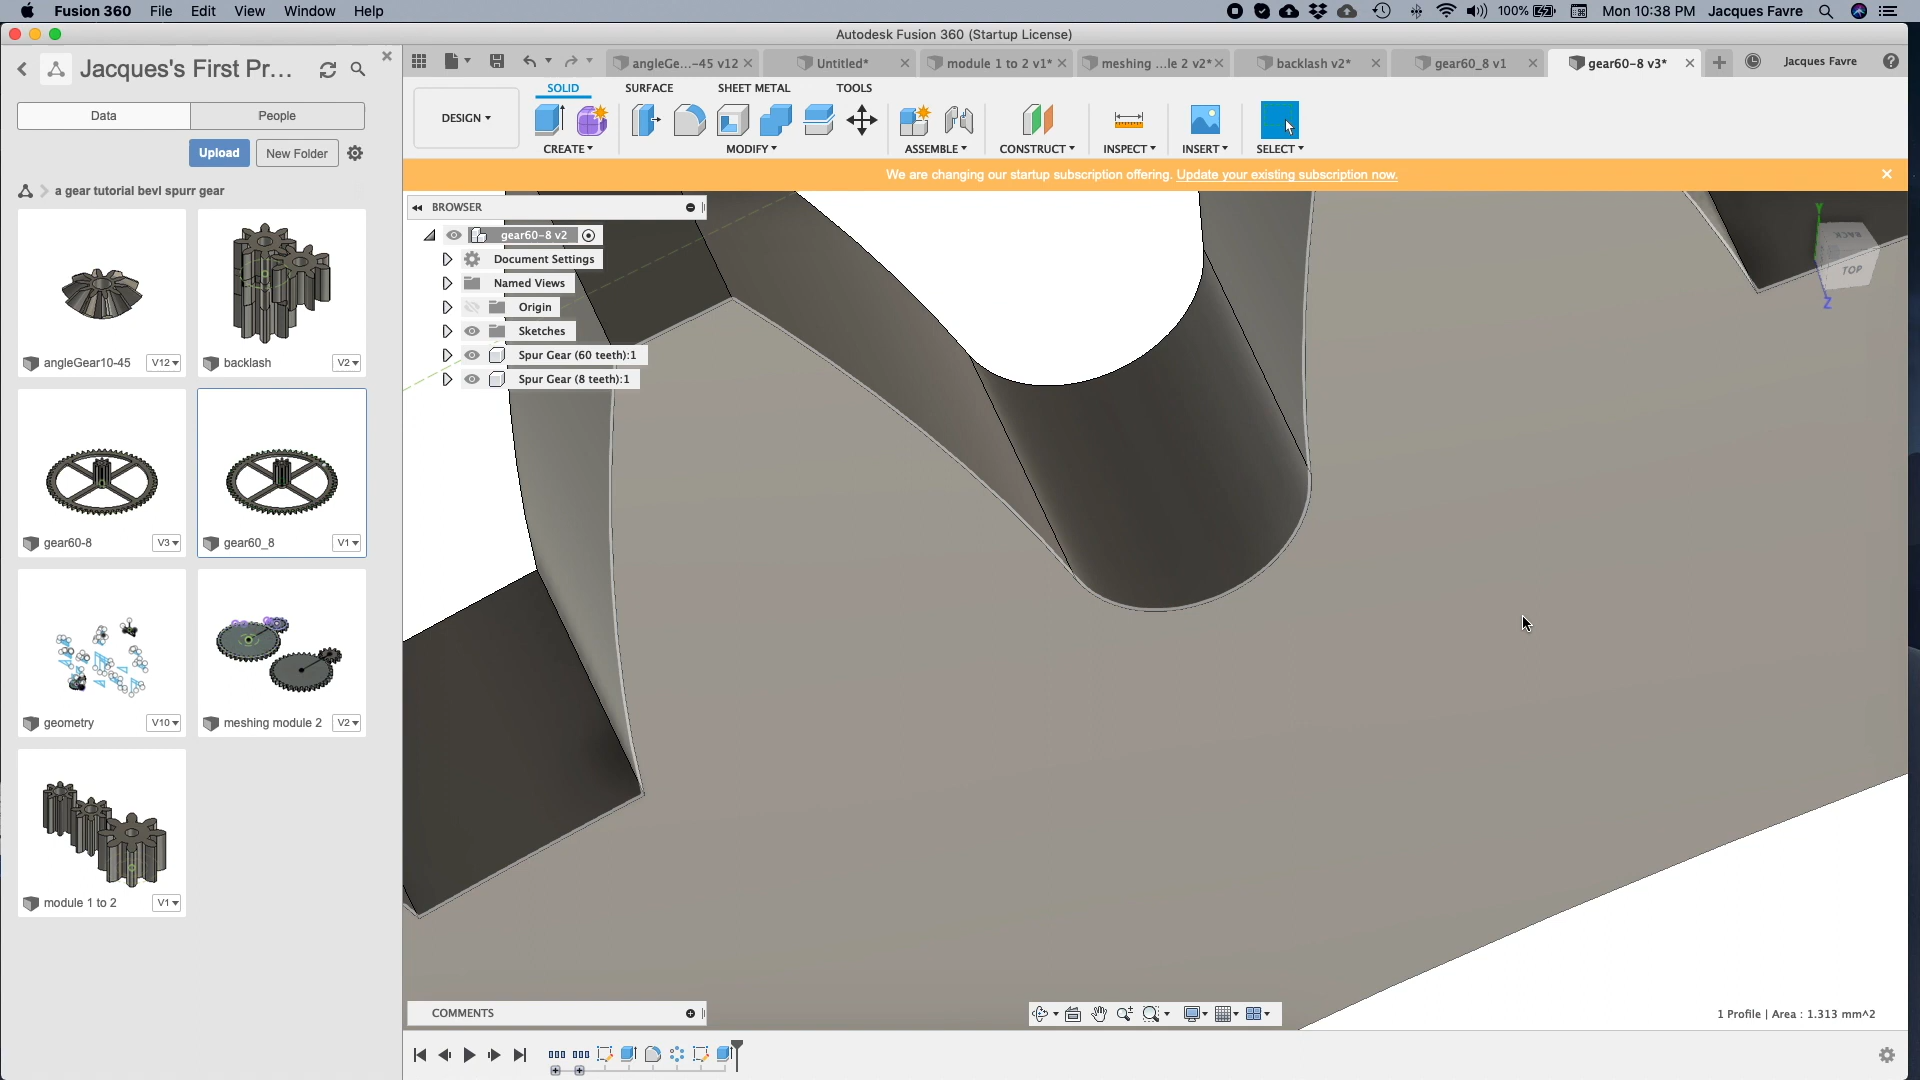 Fusion 360 File Edit View Window Help 100% Mon 10:38 PM Jacques Favre
Autodesk Fusion 360 (Startup License)
Jacques's First Pr...
angleGe...-45 v12 Untitled* module 1 to 2 v1* meshing ...le 2 v2* backlash v2* gear60_8 v1 gear60-8 v3* Jacques Favre
Data People
Upload New Folder
a gear tutorial bevl spurr gear
DESIGN
SOLID SURFACE SHEET METAL TOOLS
CREATE MODIFY ASSEMBLE CONSTRUCT INSPECT INSERT SELECT
We are changing our startup subscription offering. Update your existing subscription now.
BROWSER
gear60-8 v2
Document Settings
Named Views
Origin
Sketches
Spur Gear (60 teeth):1
Spur Gear (8 teeth):1
BACK
TOP
Y
Z
angleGear10-45 V12
backlash V2
gear60-8 V3
gear60_8 V1
geometry V10
meshing module 2 V2
module 1 to 2 V1
COMMENTS
1 Profile | Area : 1.313 mm^2